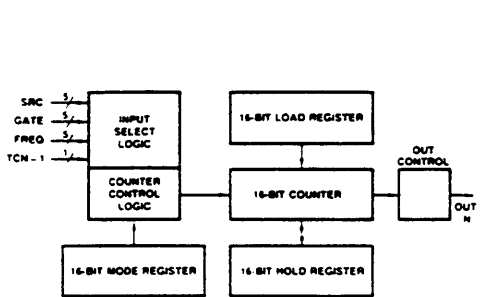 SRC 5
GATE 5
FREQ 5
TCN-1 1
INPUT
SELECT
LOGIC
COUNTER
CONTROL
LOGIC
16-BIT MODE REGISTER
16-BIT LOAD REGISTER
16-BIT COUNTER
16-BIT HOLD REGISTER
OUT
CONTROL
OUT
N